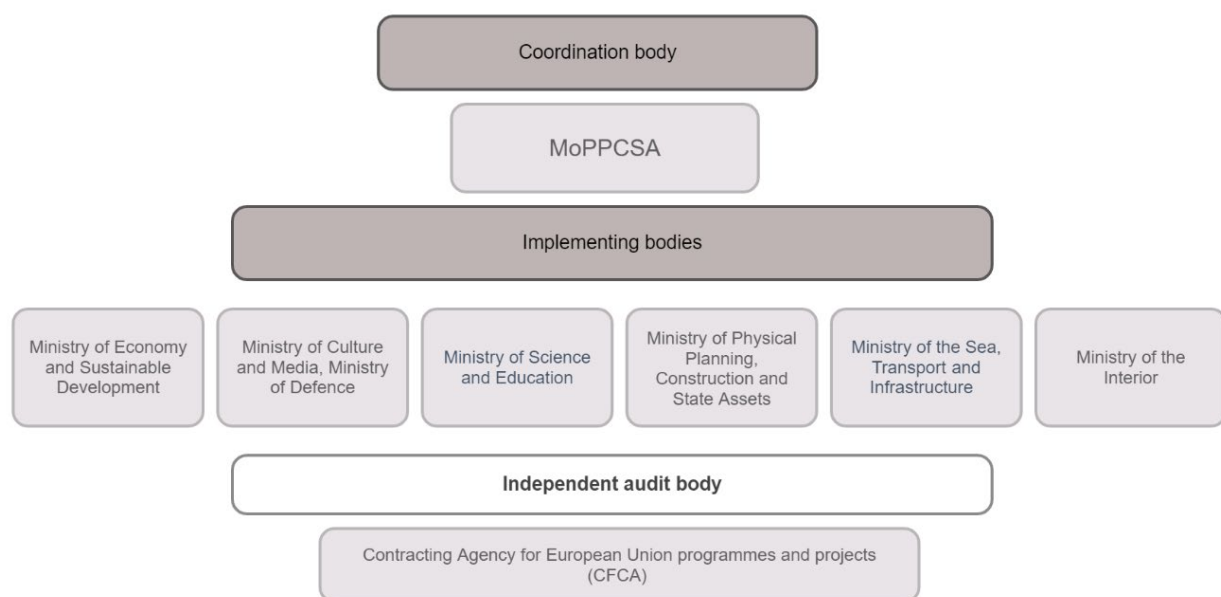 Coordination body
MoPPCSA
Implementing bodies
Ministry of Economy
and Sustainable
Development
Ministry of Culture
and Media, Ministry
of Defence
Ministry of Science
and Education
Ministry of Physical
Planning,
Construction and
State Assets
Ministry of the Sea,
Transport and
Infrastructure
Ministry of the
Interior
Independent audit body
Contracting Agency for European Union programmes and projects
(CFCA)